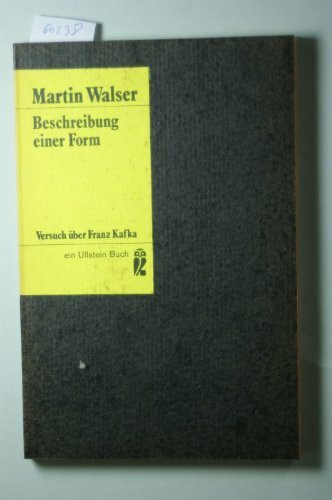 60238
Martin Walser
Beschreibung
einer Form
Versuch über Franz Kafka
ein Ullstein Buch